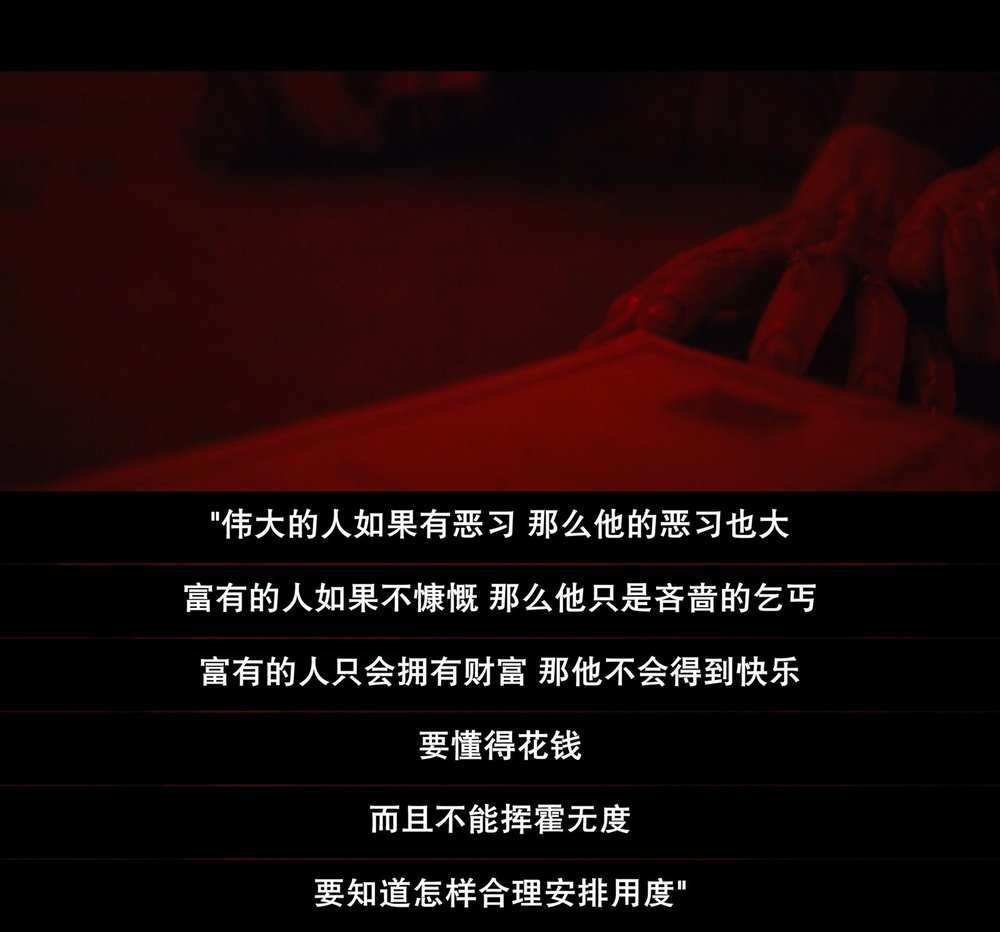 "伟大的人如果有恶习 那么他的恶习也大
富有的人如果不慷慨 那么他只是吝啬的乞丐
富有的人只会拥有财富 那他不会得到快乐
要懂得花钱
而且不能挥霍无度
要知道怎样合理安排用度"